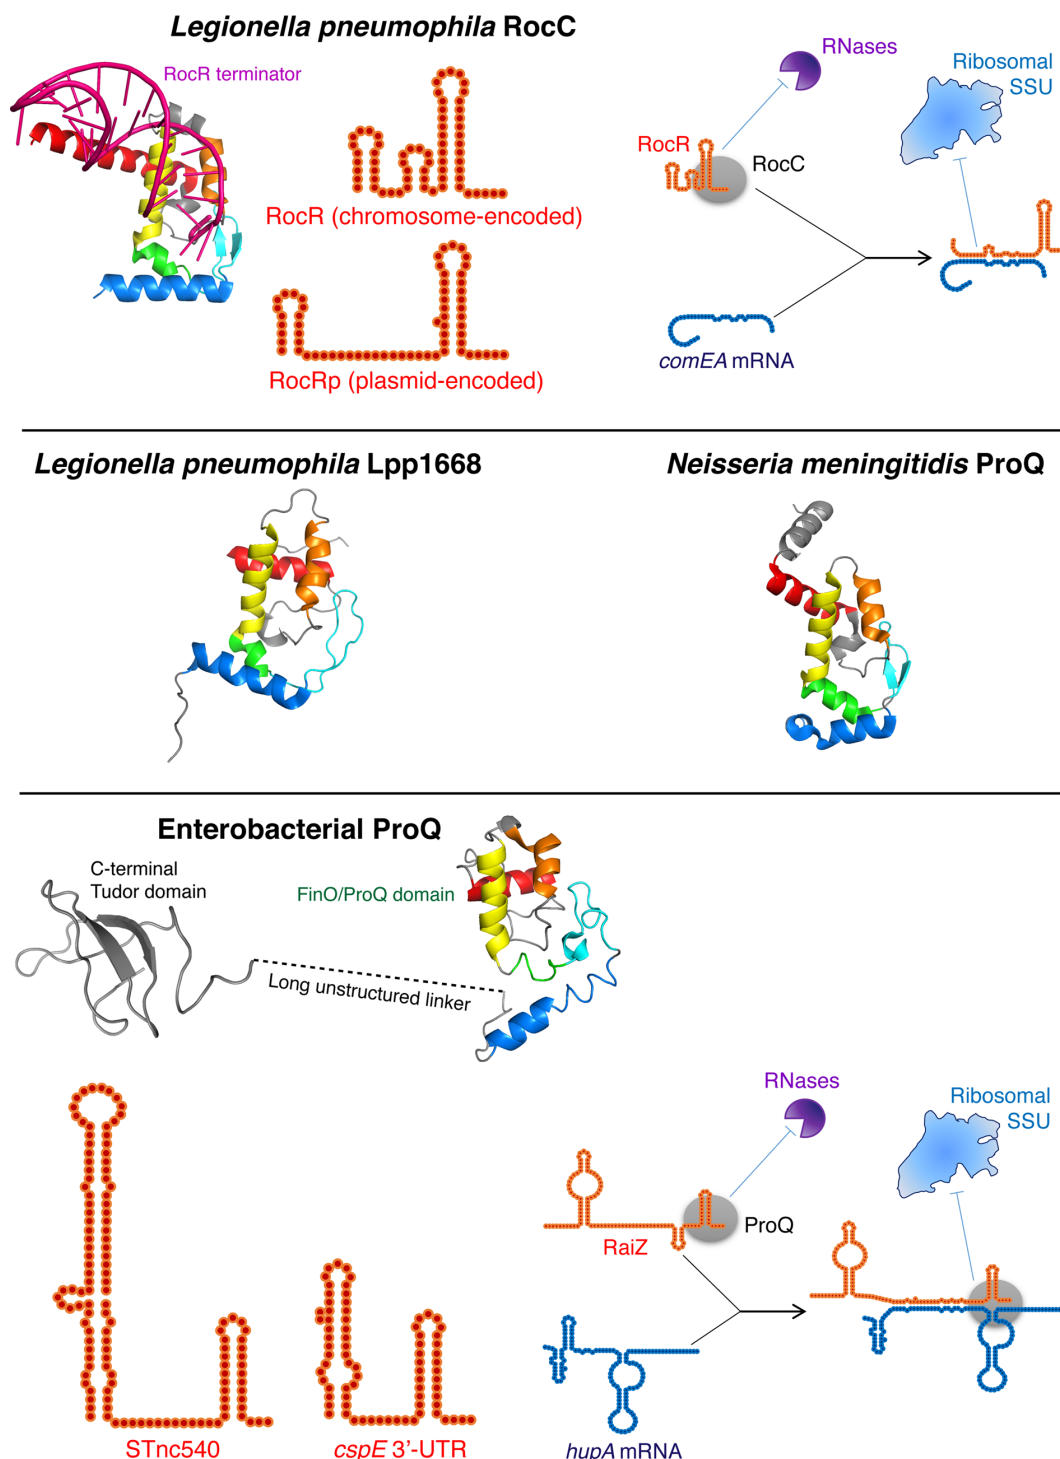 Legionella pneumophila RocC
RocR terminator
RocR (chromosome-encoded)
RocRp (plasmid-encoded)
RNases
Ribosomal
SSU
RocR
RocC
comEA mRNA
Legionella pneumophila Lpp1668
Neisseria meningitidis ProQ
Enterobacterial ProQ
C-terminal
Tudor domain
FinO/ProQ domain
Long unstructured linker
STnc540
cspE 3’-UTR
RNases
Ribosomal
SSU
ProQ
RaiZ
hupA mRNA